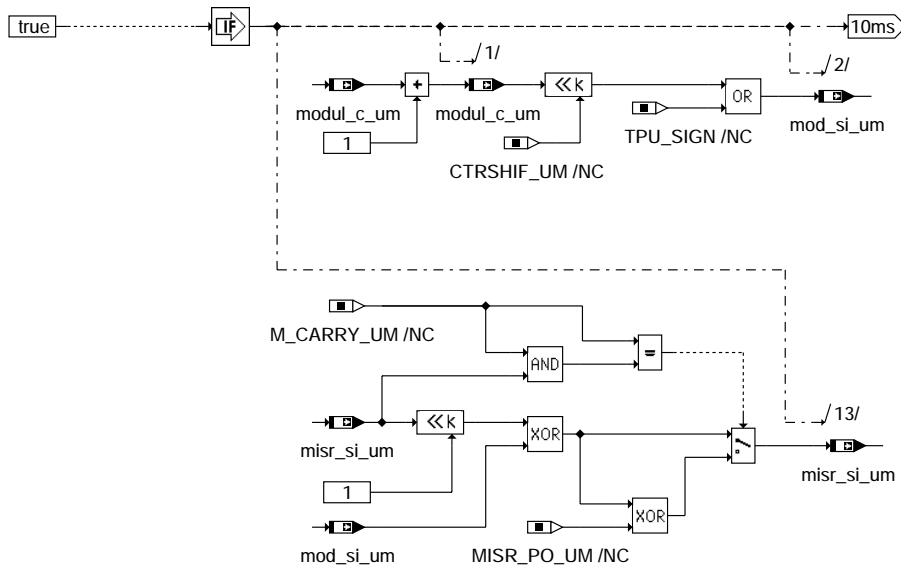 true
IF
10ms
/1/
/2/
+
<<k
OR
modul_c_um
modul_c_um
1
TPU_SIGN /NC
mod_si_um
CTRSHIF_UM /NC
M_CARRY_UM /NC
=
AND
/13/
<<k
XOR
misr_si_um
misr_si_um
1
XOR
mod_si_um
MISR_PO_UM /NC